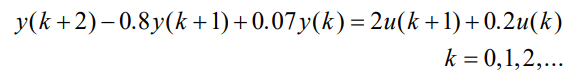 y(k+2)−0.8y(k+1)+0.07y(k)=2u(k+1)+0.2u(k)
k=0,1,2,...